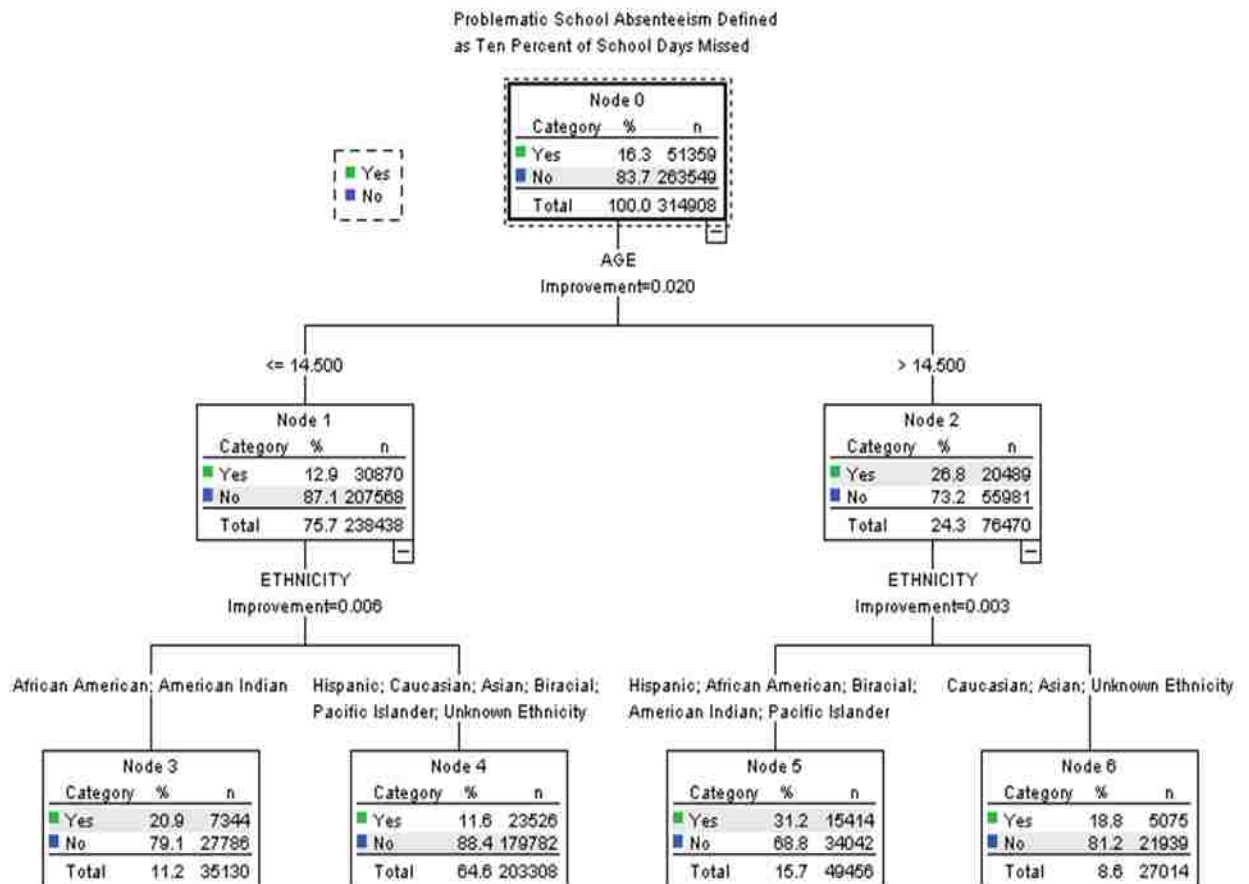 Problematic School Absenteeism Defined
as Ten Percent of School Days Missed
Node 0
Category % n
Yes 16.3 51359
No 83.7 263549
Total 100.0 314908
Yes
No
AGE
Improvement=0.020
<= 14.500
> 14.500
Node 1
Category % n
Yes 12.9 30870
No 87.1 207568
Total 75.7 238438
Node 2
Category % n
Yes 26.8 20489
No 73.2 55981
Total 24.3 76470
ETHNICITY
Improvement=0.006
ETHNICITY
Improvement=0.003
African American; American Indian
Hispanic; Caucasian; Asian; Biracial;
Pacific Islander; Unknown Ethnicity
Hispanic; African American; Biracial;
American Indian; Pacific Islander
Caucasian; Asian; Unknown Ethnicity
Node 3
Category % n
Yes 20.9 7344
No 79.1 27786
Total 11.2 35130
Node 4
Category % n
Yes 11.6 23526
No 88.4 179782
Total 64.6 203308
Node 5
Category % n
Yes 31.2 15414
No 68.8 34042
Total 15.7 49456
Node 6
Category % n
Yes 18.8 5075
No 81.2 21939
Total 8.6 27014